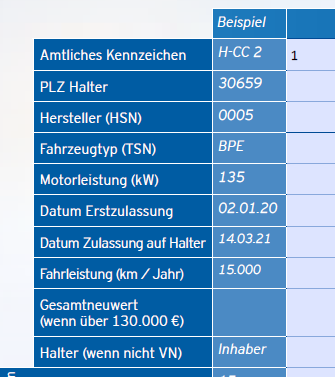 Beispiel
Amtliches Kennzeichen H-CC 2 1
PLZ Halter 30659
Hersteller (HSN) 0005
Fahrzeugtyp (TSN) BPE
Motorleistung (kW) 135
Datum Erstzulassung 02.01.20
Datum Zulassung auf Halter 14.03.21
Fahrleistung (km / Jahr) 15.000
Gesamtneuwert
(wenn über 130.000 €)
Halter (wenn nicht VN) Inhaber